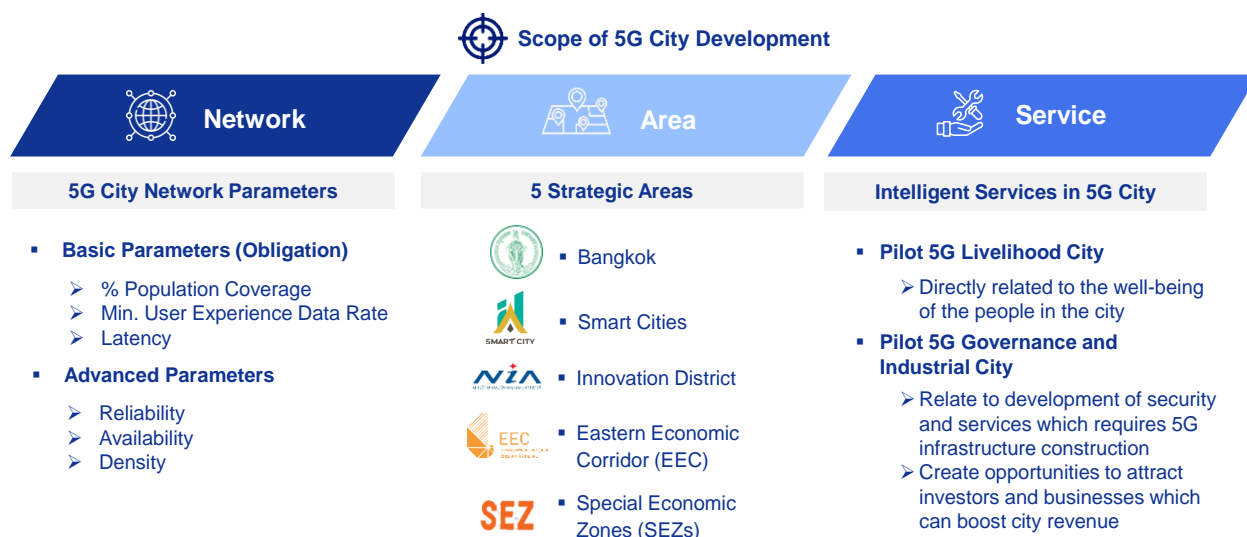 Scope of 5G City Development
Network
5G City Network Parameters
▪ Basic Parameters (Obligation)
➢ % Population Coverage
➢ Min. User Experience Data Rate
➢ Latency
▪ Advanced Parameters
➢ Reliability
➢ Availability
➢ Density
Area
5 Strategic Areas
▪ Bangkok
SMART CITY
▪ Smart Cities
NiA
▪ Innovation District
EEC
▪ Eastern Economic
Corridor (EEC)
SEZ
▪ Special Economic
Zones (SEZs)
Service
Intelligent Services in 5G City
▪ Pilot 5G Livelihood City
➢ Directly related to the well-being
of the people in the city
▪ Pilot 5G Governance and
Industrial City
➢ Relate to development of security
and services which requires 5G
infrastructure construction
➢ Create opportunities to attract
investors and businesses which
can boost city revenue